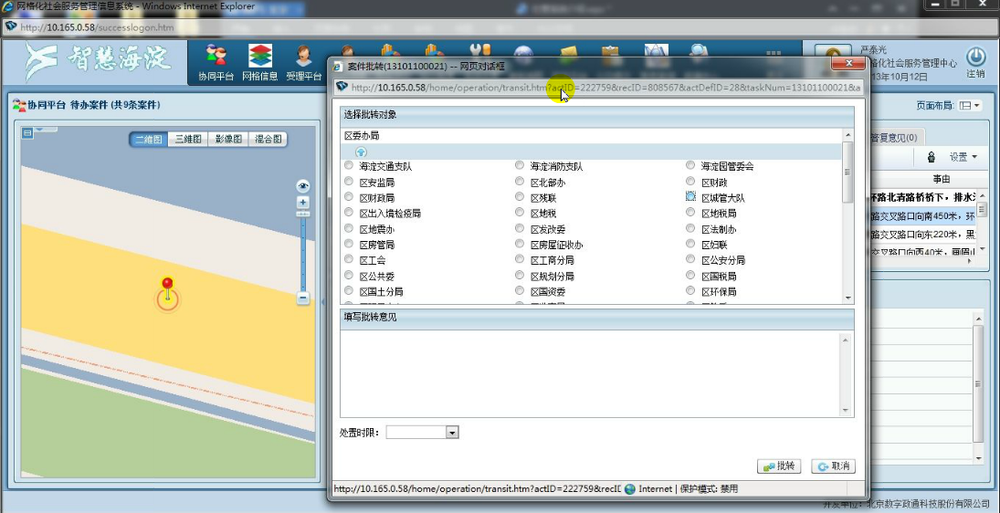 网格化社会服务管理信息系统 - Windows Internet Explorer
http://10.165.0.58/successlogon.htm
智慧海淀
协同平台 网格信息 受理平台
严泰光
格化社会服务管理中心
13年10月12日
注销
协同平台 待办案件 (共9条案件)
页面布局:
二维图 三维图 影像图 混合图
案件批转(13101100021) -- 网页对话框
http://10.165.0.58/home/operation/transit.htm?actID=222759&recID=808567&actDefID=28&taskNum=13101100021&a
选择批转对象
区委办局
海淀交通支队 海淀消防支队 海淀园管委会
区安监局 区北部办 区财政
区财政局 区残联 区城管大队
区出入境检疫局 区地税 区地税局
区地震办 区发改委 区法制办
区房管局 区房屋征收办 区妇联
区工会 区工商分局 区公安分局
区公共委 区规划分局 区国税局
区国土分局 区国资委 区环保局
填写批转意见
处置时限:
批转 取消
http://10.165.0.58/home/operation/transit.htm?actID=222759&recIC Internet | 保护模式: 禁用
答复意见(0)
设置
事由
环路北清路桥桥下，排水
路交叉路口向南450米，环
路交叉路口向东220米，黑
交叉路口向西40米，
开发单位: 北京数字政通科技股份有限公司